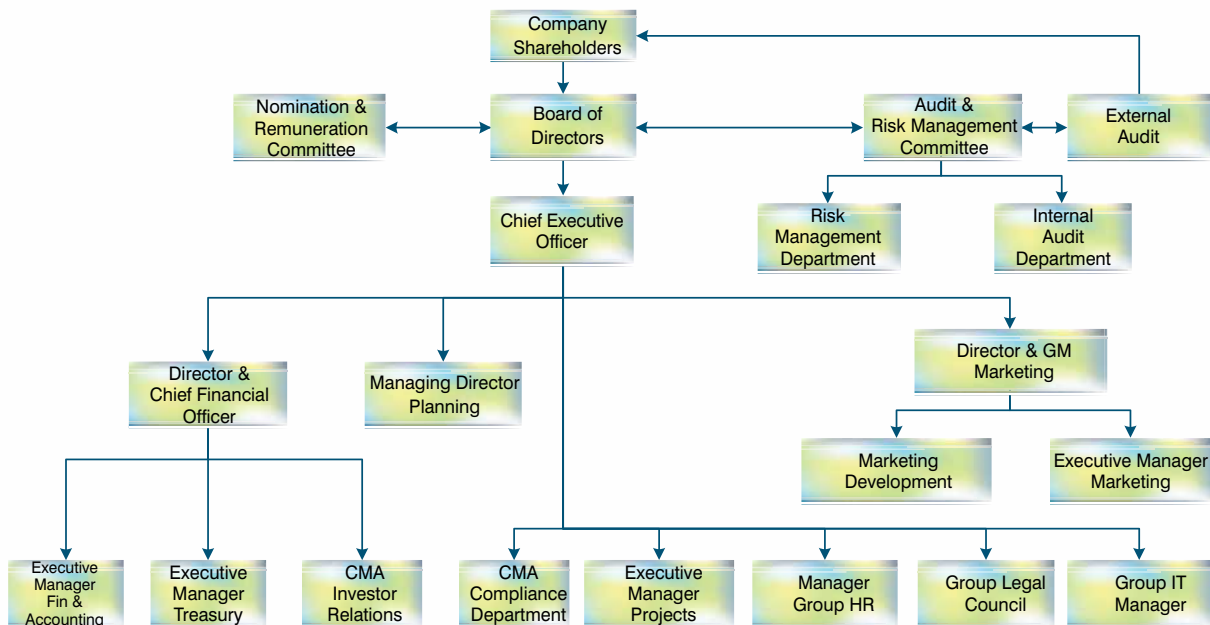 Company
Shareholders
Nomination &
Remuneration
Committee
Board of
Directors
Audit &
Risk Management
Committee
External
Audit
Chief Executive
Officer
Risk
Management
Department
Internal
Audit
Department
Director &
Chief Financial
Officer
Managing Director
Planning
Director & GM
Marketing
Marketing
Development
Executive Manager
Marketing
Executive
Manager
Fin &
Accounting
Executive
Manager
Treasury
CMA
Investor
Relations
CMA
Compliance
Department
Executive
Manager
Projects
Manager
Group HR
Group Legal
Council
Group IT
Manager